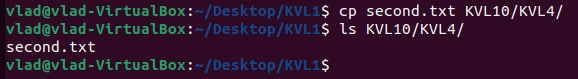 vlad@vlad-VirtualBox:~/Desktop/KVL1$ cp second.txt KVL10/KVL4/
vlad@vlad-VirtualBox:~/Desktop/KVL1$ ls KVL10/KVL4/
second.txt
vlad@vlad-VirtualBox:~/Desktop/KVL1$